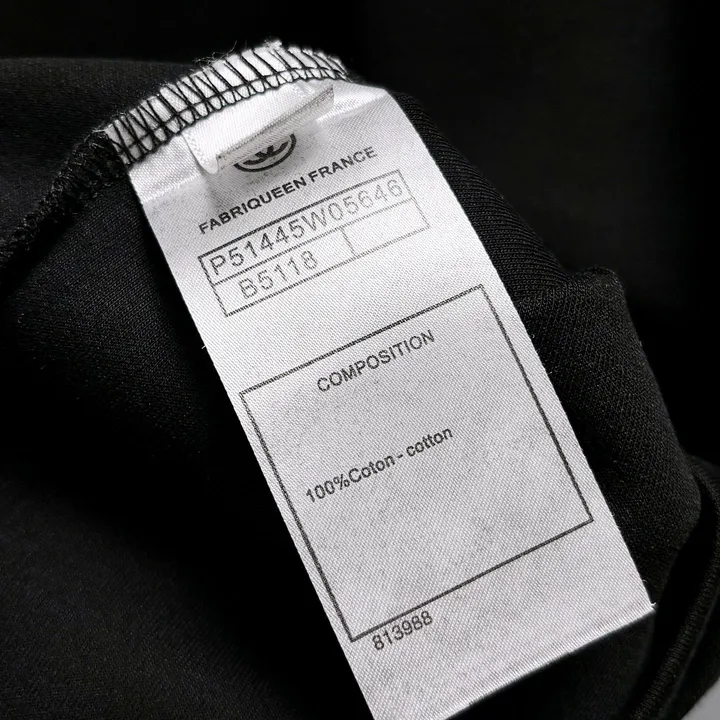 FABRIQUEEN FRANCE
P51445W05646
B5118
COMPOSITION
100%Coton - cotton
813988